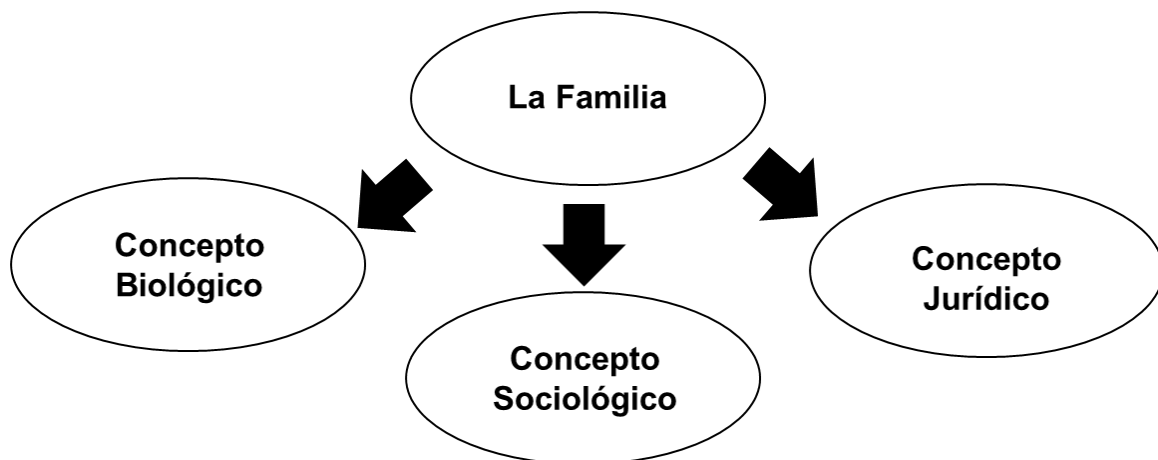 La Familia
Concepto
Biológico
Concepto
Sociológico
Concepto
Jurídico